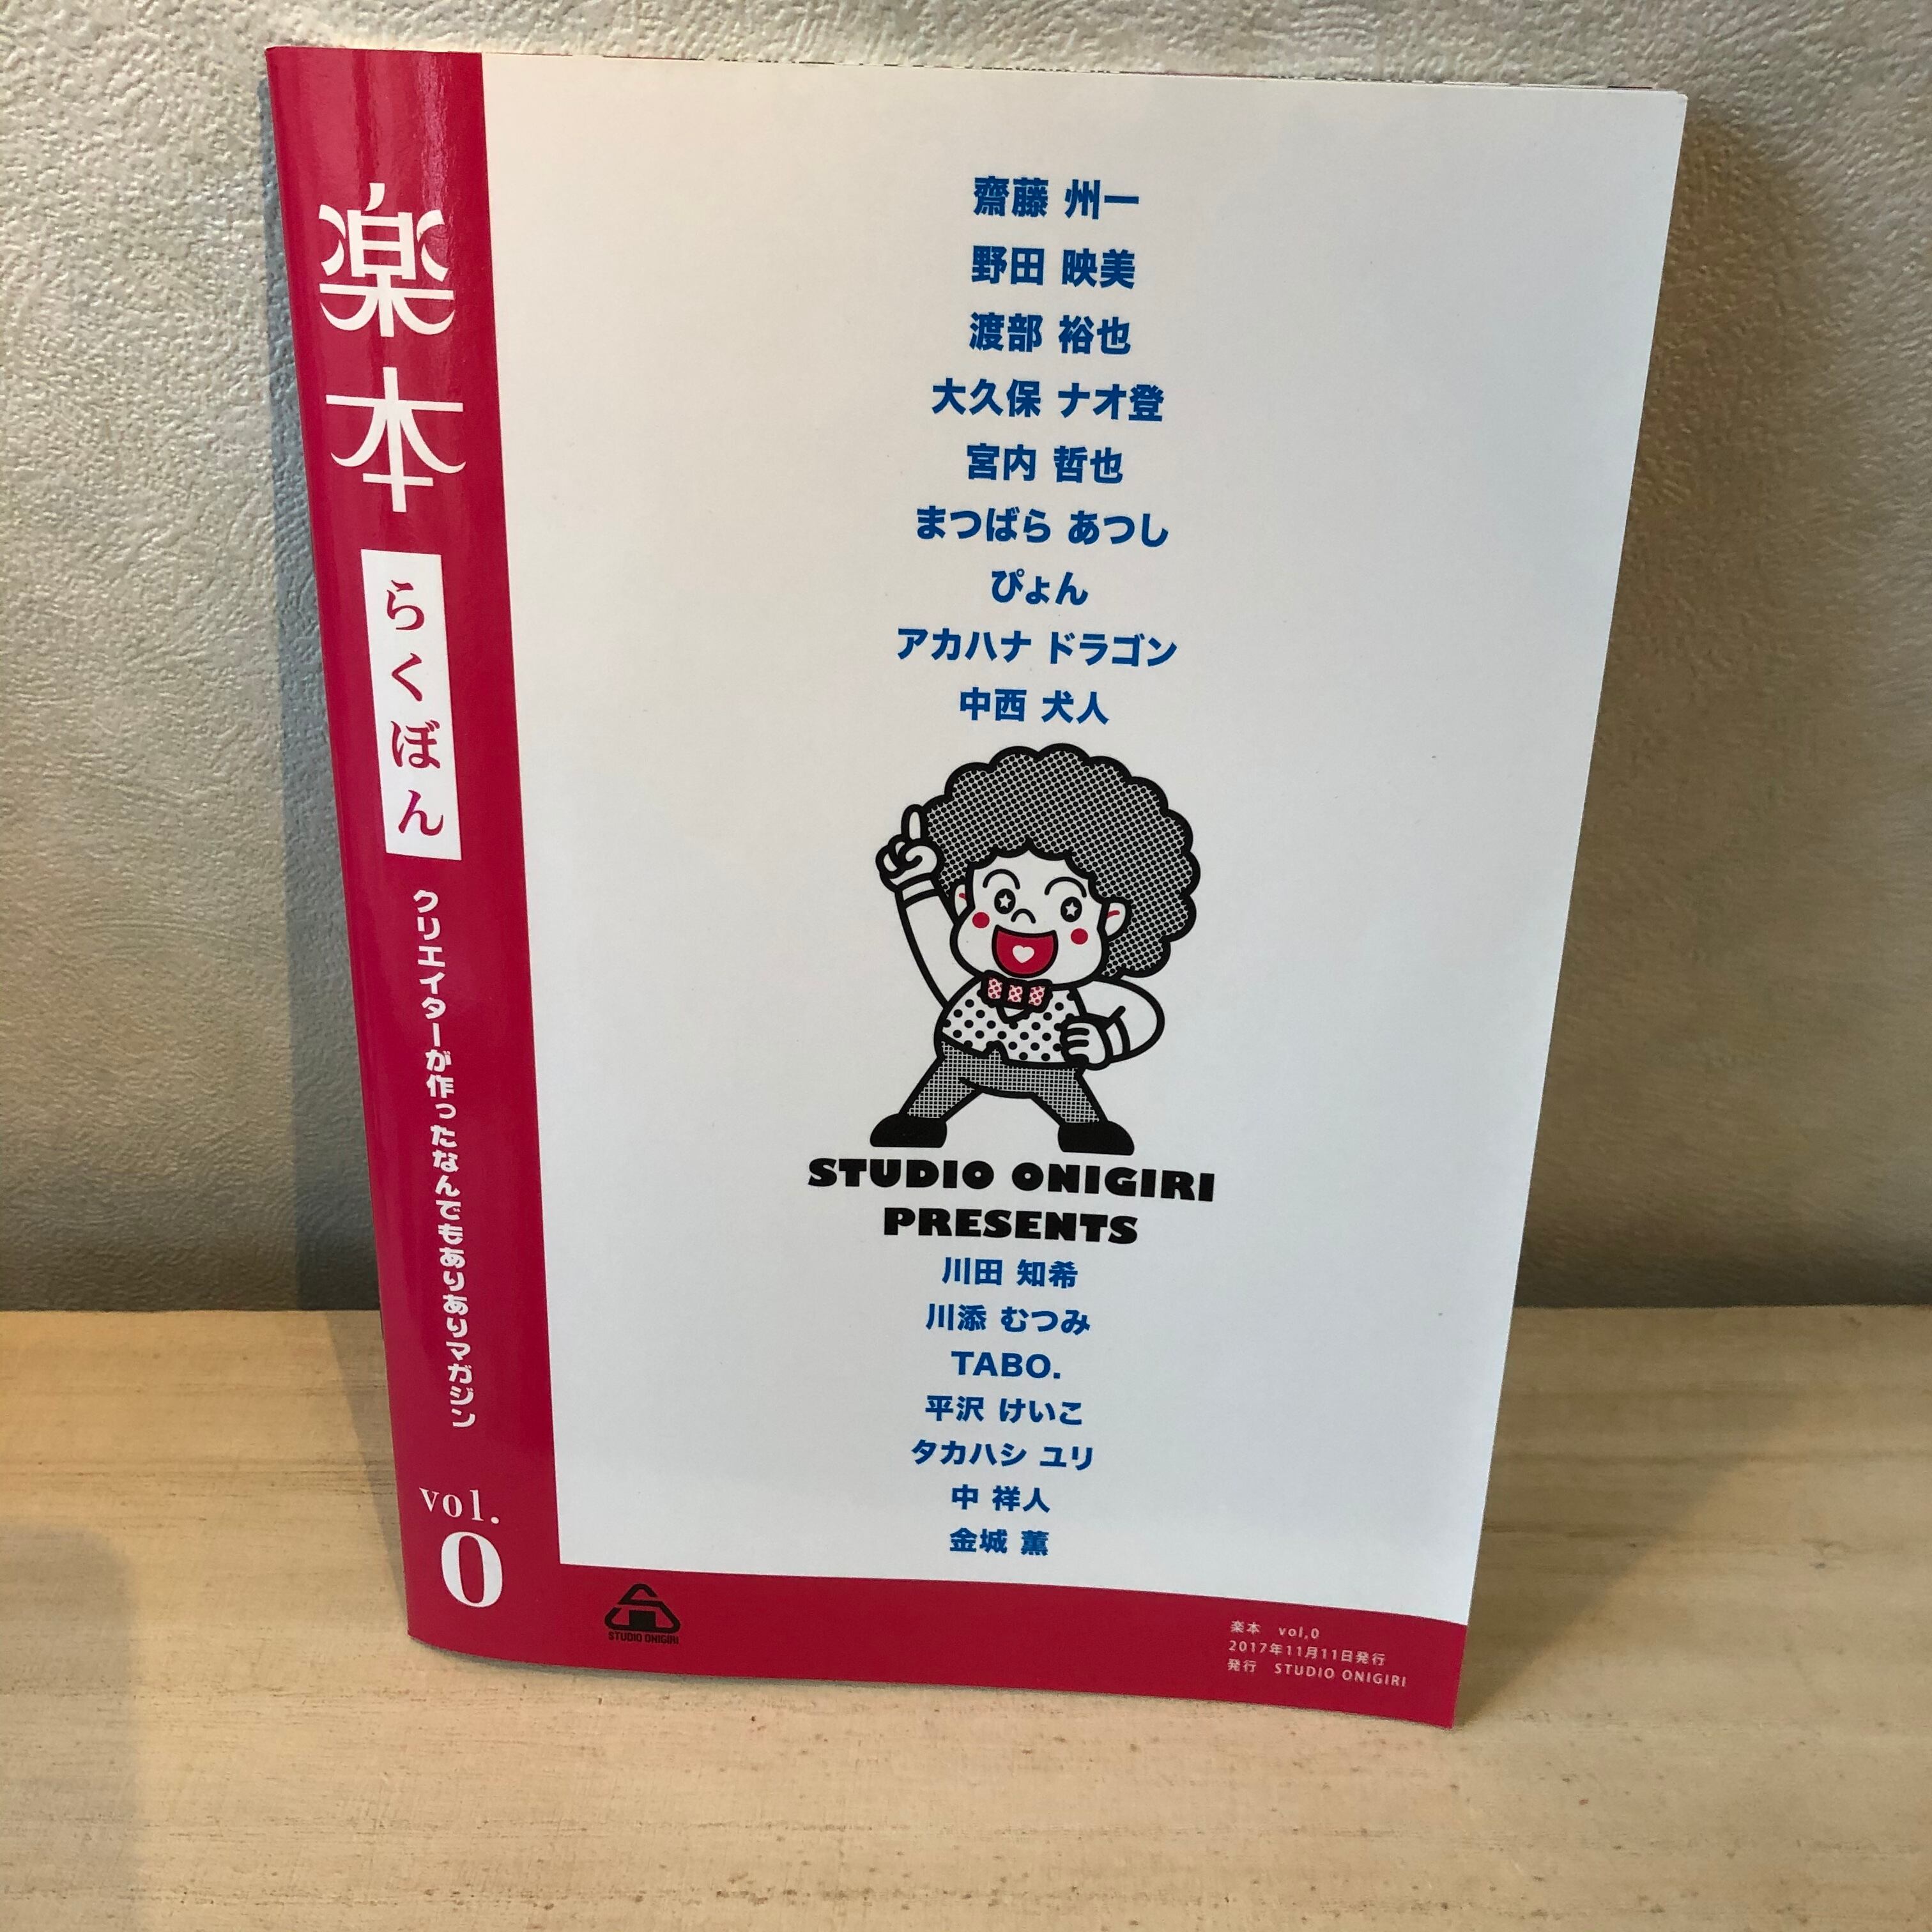 楽本
らくぼん
クリエイターが作ったなんでもありありマガジン
vol.
0
齋藤 州一
野田 映美
渡部 裕也
大久保 ナオ登
宮内 哲也
まつばら あつし
ぴょん
アカハナ ドラゴン
中西 犬人
STUDIO ONIGIRI
PRESENTS
川田 知希
川添 むつみ
TABO.
平沢 けいこ
タカハシ ユリ
中 祥人
金城 薫
STUDIO ONIGIRI
楽本 vol,0
2017年11月11日発行
発行 STUDIO ONIGIRI